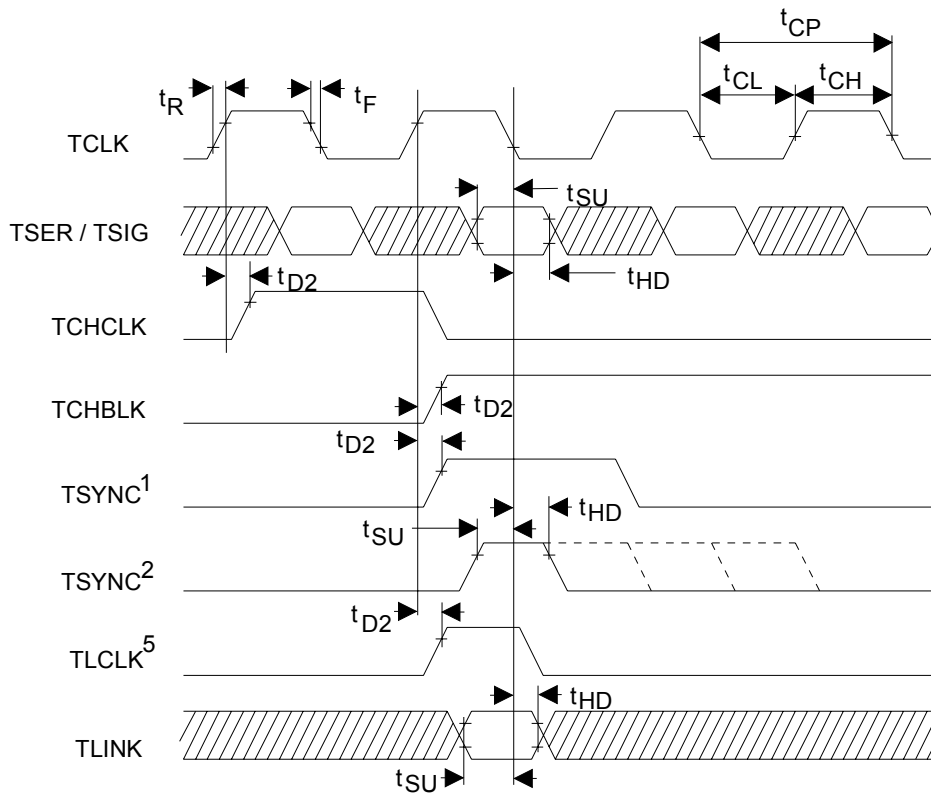 tCP
tCL tCH
tR tF
TCLK
tSU
TSER / TSIG
tD2 tHD
TCHCLK
TCHBLK tD2
tD2
TSYNC1
tSU tHD
TSYNC2
tD2
TLCLK5
tHD
TLINK
tSU